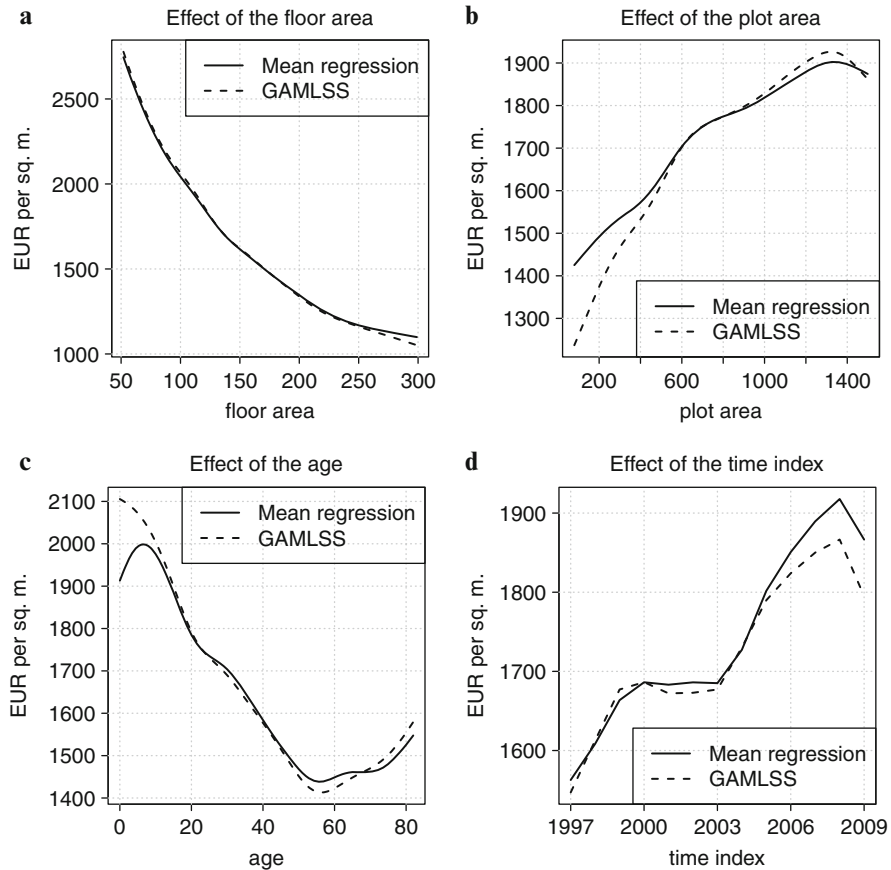 a Effect of the floor area
EUR per sq. m.
2500
2000
1500
1000
Mean regression
GAMLSS
50 100 150 200 250 300
floor area
b Effect of the plot area
EUR per sq. m.
1900
1800
1700
1600
1500
1400
1300
Mean regression
GAMLSS
200 600 1000 1400
plot area
c Effect of the age
EUR per sq. m.
2100
2000
1900
1800
1700
1600
1500
1400
Mean regression
GAMLSS
0 20 40 60 80
age
d Effect of the time index
EUR per sq. m.
1900
1800
1700
1600
Mean regression
GAMLSS
1997 2000 2003 2006 2009
time index